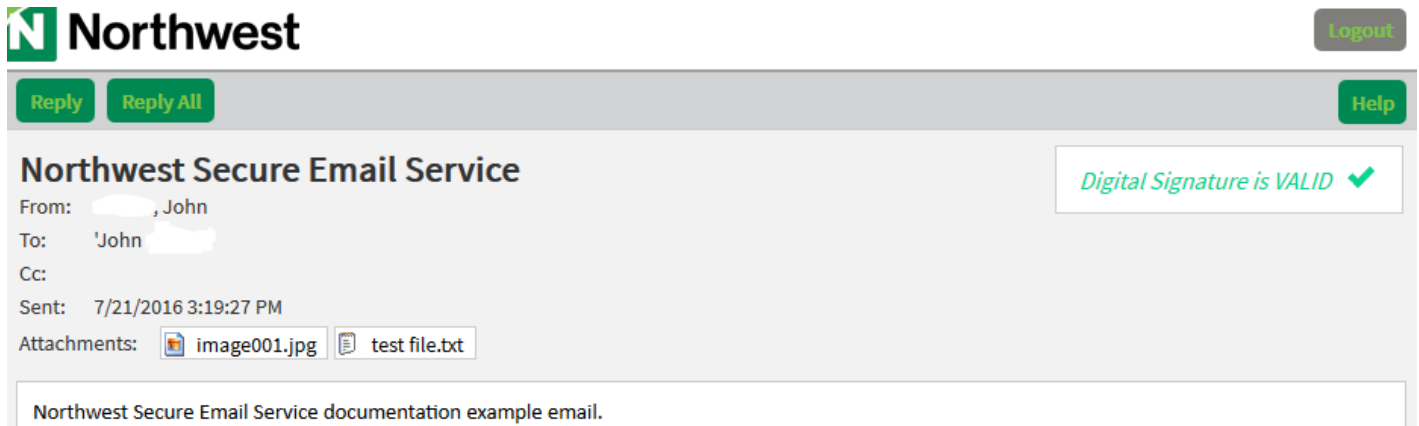 N Northwest
Logout
Reply Reply All Help
Northwest Secure Email Service
Digital Signature is VALID
From: , John
To: 'John
Cc:
Sent: 7/21/2016 3:19:27 PM
Attachments: image001.jpg test file.txt
Northwest Secure Email Service documentation example email.